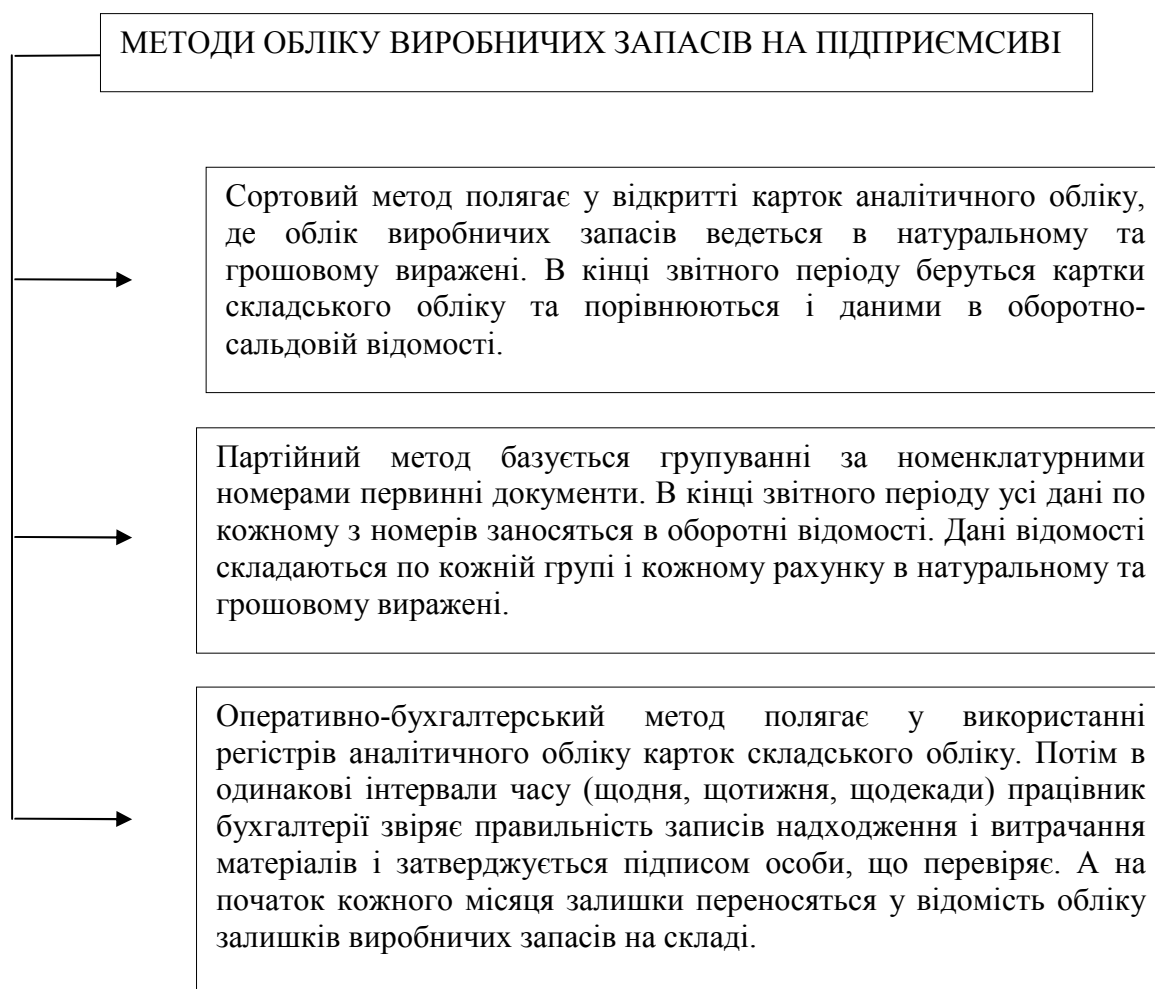 МЕТОДИ ОБЛІКУ ВИРОБНИЧИХ ЗАПАСІВ НА ПІДПРИЄМСИВІ
Сортовий метод полягає у відкритті карток аналітичного обліку,
де облік виробничих запасів ведеться в натуральному та
грошовому виражені. В кінці звітного періоду беруться картки
складського обліку та порівнюються і даними в оборотно-
сальдовій відомості.
Партійний метод базується групуванні за номенклатурними
номерами первинні документи. В кінці звітного періоду усі дані по
кожному з номерів заносяться в оборотні відомості. Дані відомості
складаються по кожній групі і кожному рахунку в натуральному та
грошовому виражені.
Оперативно-бухгалтерський метод полягає у використанні
регістрів аналітичного обліку карток складського обліку. Потім в
одинакові інтервали часу (щодня, щотижня, щодекади) працівник
бухгалтерії звіряє правильність записів надходження і витрачання
матеріалів і затверджується підписом особи, що перевіряє. А на
початок кожного місяця залишки переносяться у відомість обліку
залишків виробничих запасів на складі.